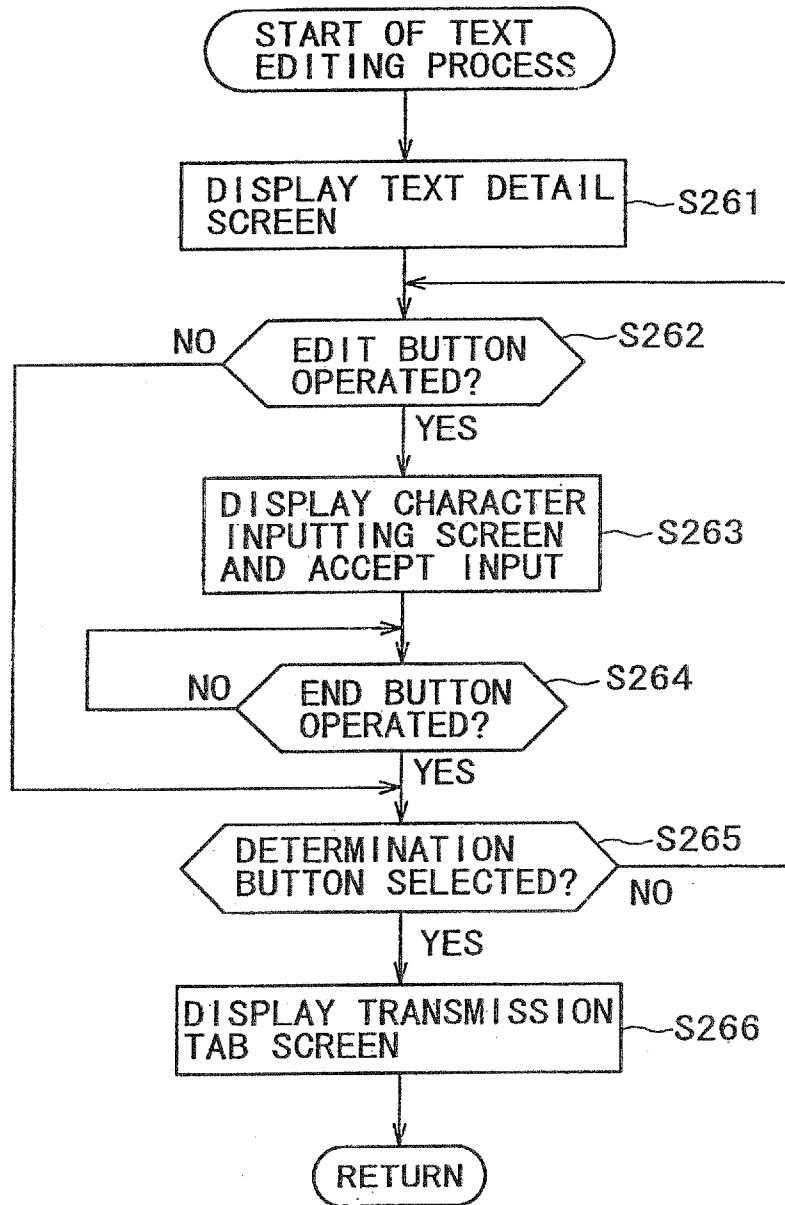 START OF TEXT
EDITING PROCESS
DISPLAY TEXT DETAIL
SCREEN
S261
NO
EDIT BUTTON
OPERATED?
S262
YES
DISPLAY CHARACTER
INPUTTING SCREEN
AND ACCEPT INPUT
S263
NO
END BUTTON
OPERATED?
S264
YES
DETERMINATION
BUTTON SELECTED?
S265
NO
YES
DISPLAY TRANSMISSION
TAB SCREEN
S266
RETURN